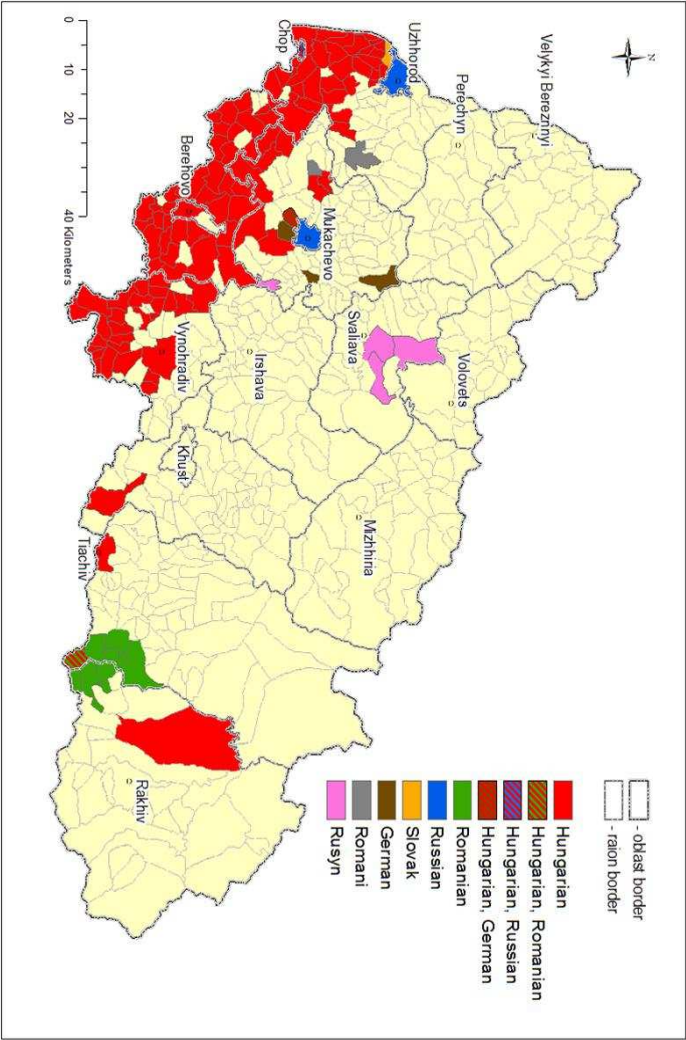 N
Velykyi Bereznnyi
Perechyn
Uzhhorod
Chop
Volovets
Svaliava
Mukachevo
Berehovo
Mizhhiria
Irshava
Vynohradiv
Khust
Tiachiv
Rakhiv
0 10 20 40 Kilometers
- oblast border
- raion border
Hungarian
Hungarian, Romanian
Hungarian, Russian
Hungarian, German
Romanian
Russian
Slovak
German
Romani
Rusyn